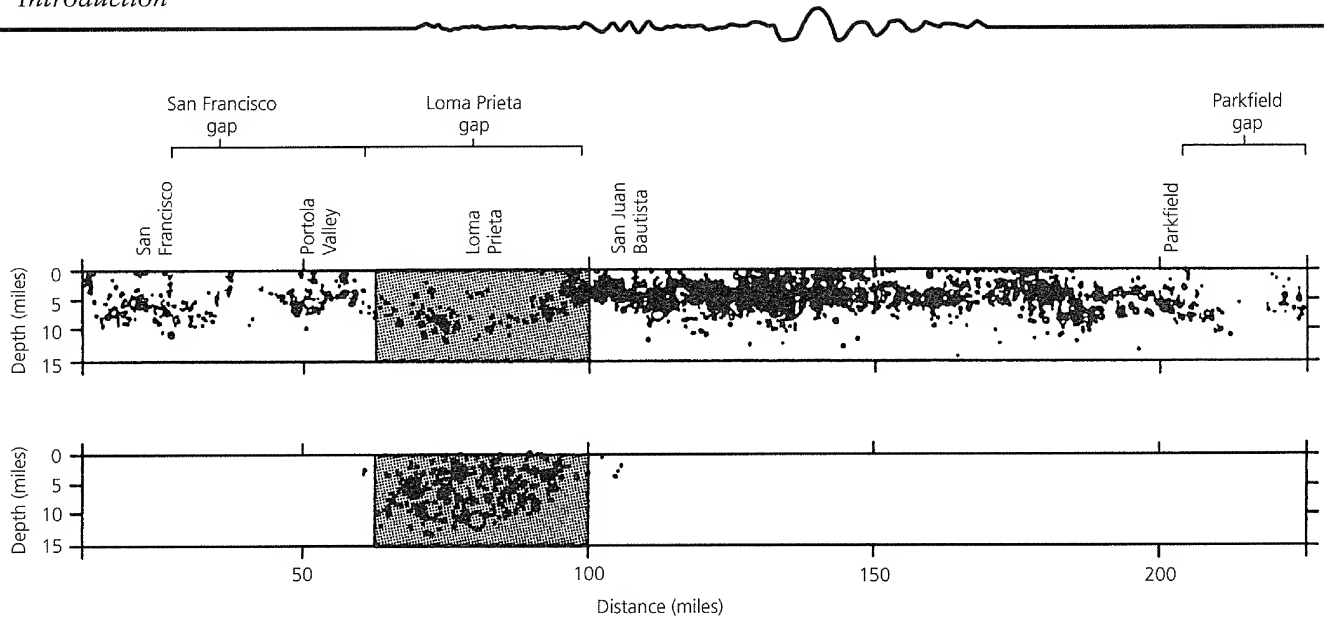 Introduction
San Francisco
gap
Loma Prieta
gap
Parkfield
gap
San
Francisco
Portola
Valley
Loma
Prieta
San Juan
Bautista
Parkfield
Depth (miles)
0
5
10
15
Depth (miles)
0
5
10
15
50
100
150
200
Distance (miles)